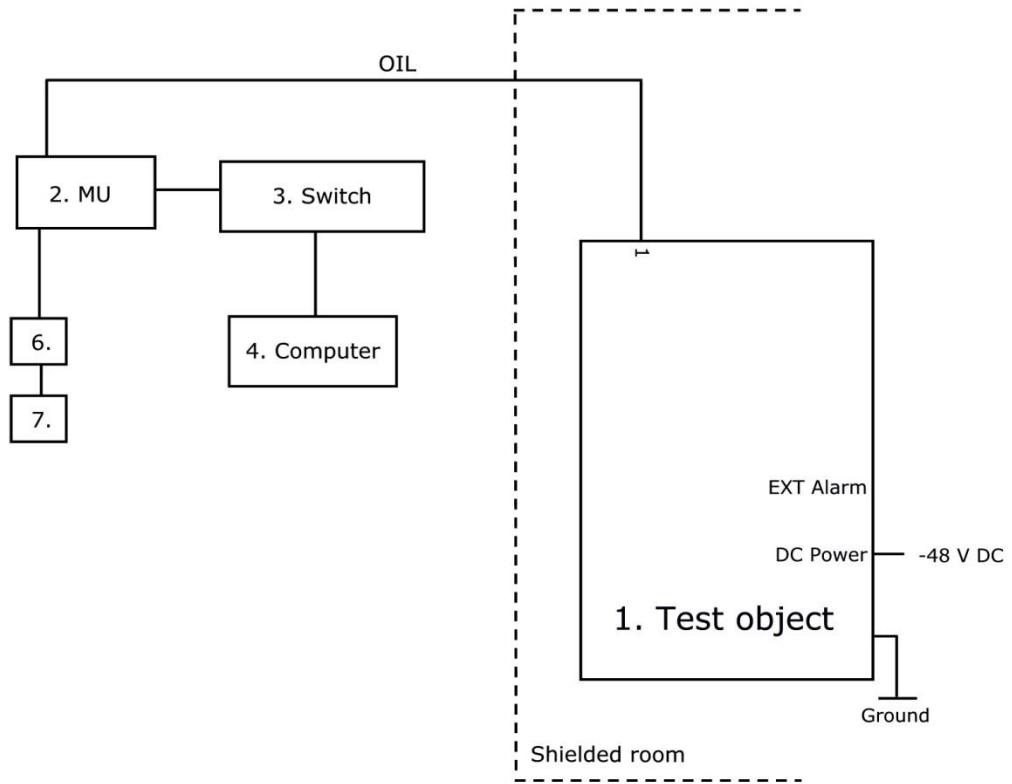 OIL
2. MU
3. Switch
1
6.
4. Computer
7.
EXT Alarm
DC Power
-48 V DC
1. Test object
Ground
Shielded room